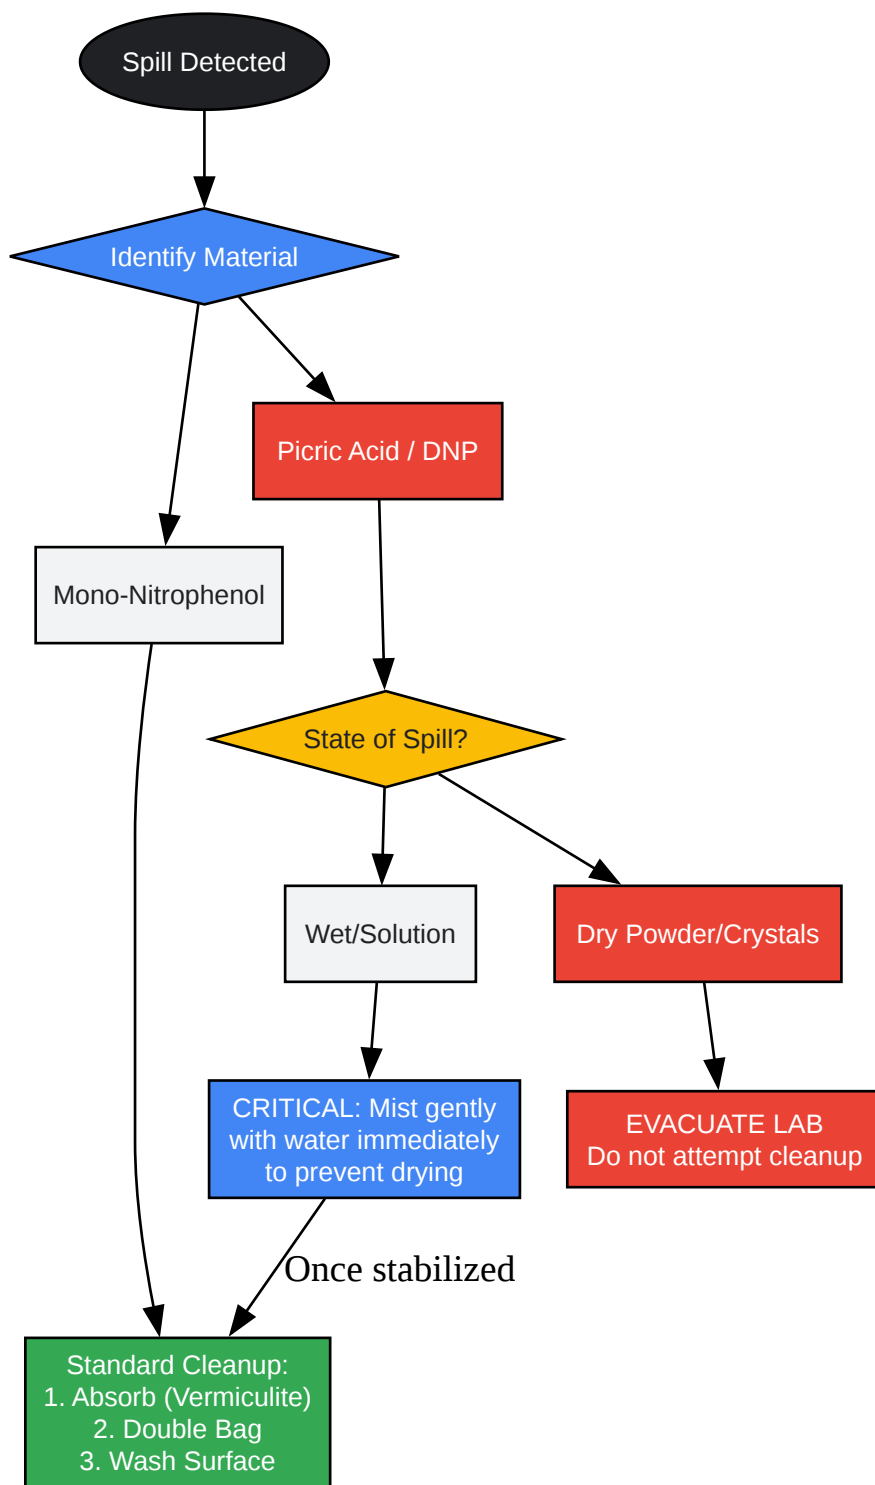 Spill Detected
Identify Material
Picric Acid / DNP
Mono-Nitrophenol
State of Spill?
Wet/Solution
Dry Powder/Crystals
CRITICAL: Mist gently
with water immediately
to prevent drying
EVACUATE LAB
Do not attempt cleanup
Once stabilized
Standard Cleanup:
1. Absorb (Vermiculite)
2. Double Bag
3. Wash Surface